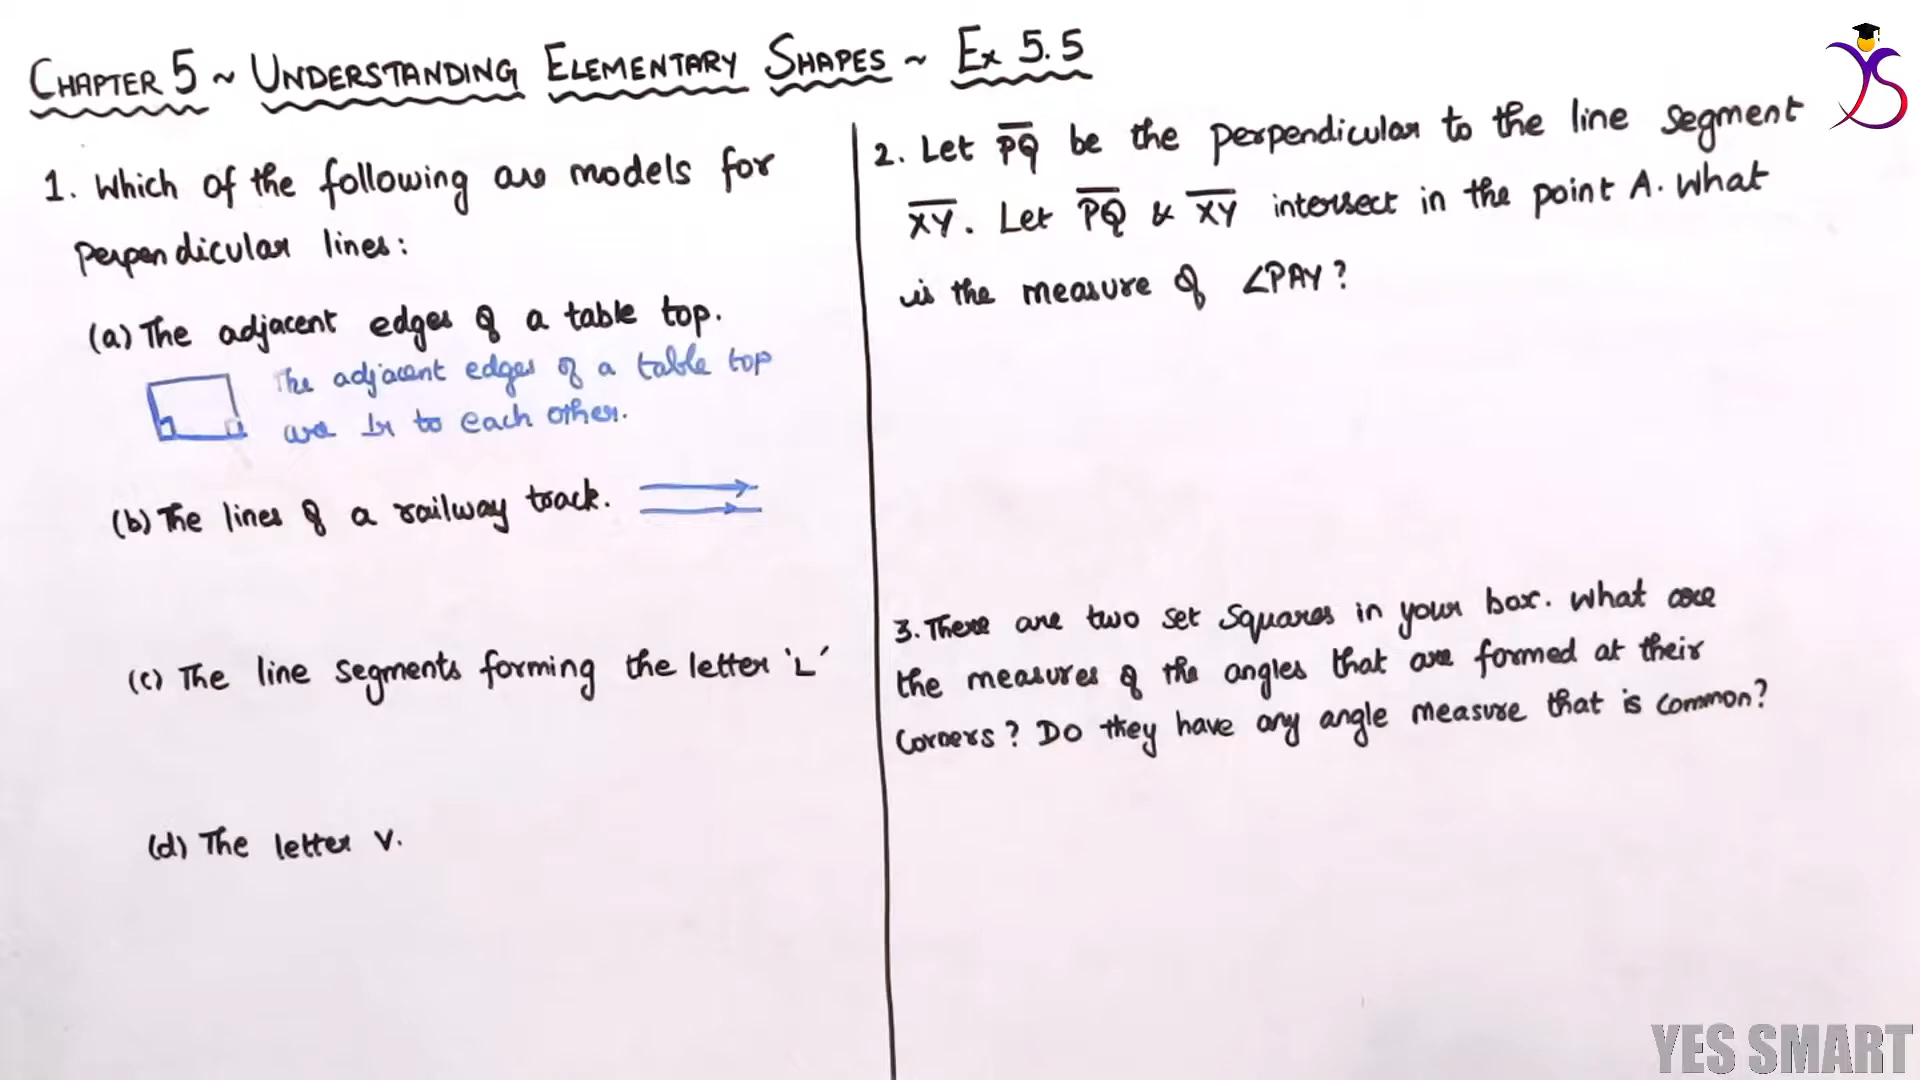 CHAPTER 5 ~ UNDERSTANDING ELEMENTARY SHAPES ~ Ex 5.5
1. Which of the following are models for
perpendicular lines:
(a) The adjacent edges of a table top.
The adjacent edges of a table top
are ⊥r to each other.
(b) The lines of a railway track.
(c) The line segments forming the letter 'L'
(d) The letter V.
2. Let PQ be the perpendicular to the line segment
XY. Let PQ & XY intersect in the point A. What
is the measure of ∠PAY?
3. There are two set squares in your box. What are
the measures of the angles that are formed at their
corners? Do they have any angle measure that is common?
YS
YES SMART